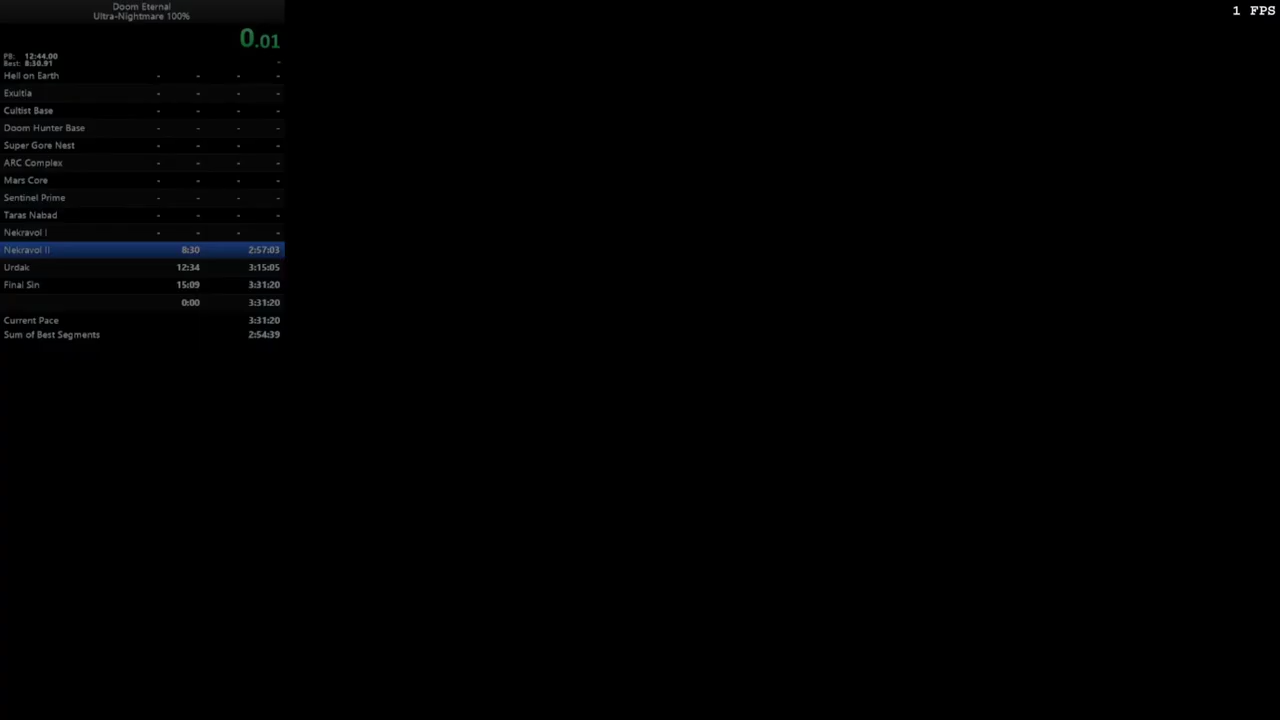 Doom Eternal
Ultra-Nightmare 100%
1 FPS
0.01
PB: 12:44.00
Best: 8:30.91 -
Hell on Earth - - - -
Exultia - - - -
Cultist Base - - - -
Doom Hunter Base - - - -
Super Gore Nest - - - -
ARC Complex - - - -
Mars Core - - - -
Sentinel Prime - - - -
Taras Nabad - - - -
Nekravol I - - - -
Nekravol II 8:30 2:57:03
Urdak 12:34 3:15:05
Final Sin 15:09 3:31:20
0:00 3:31:20
Current Pace 3:31:20
Sum of Best Segments 2:54:39